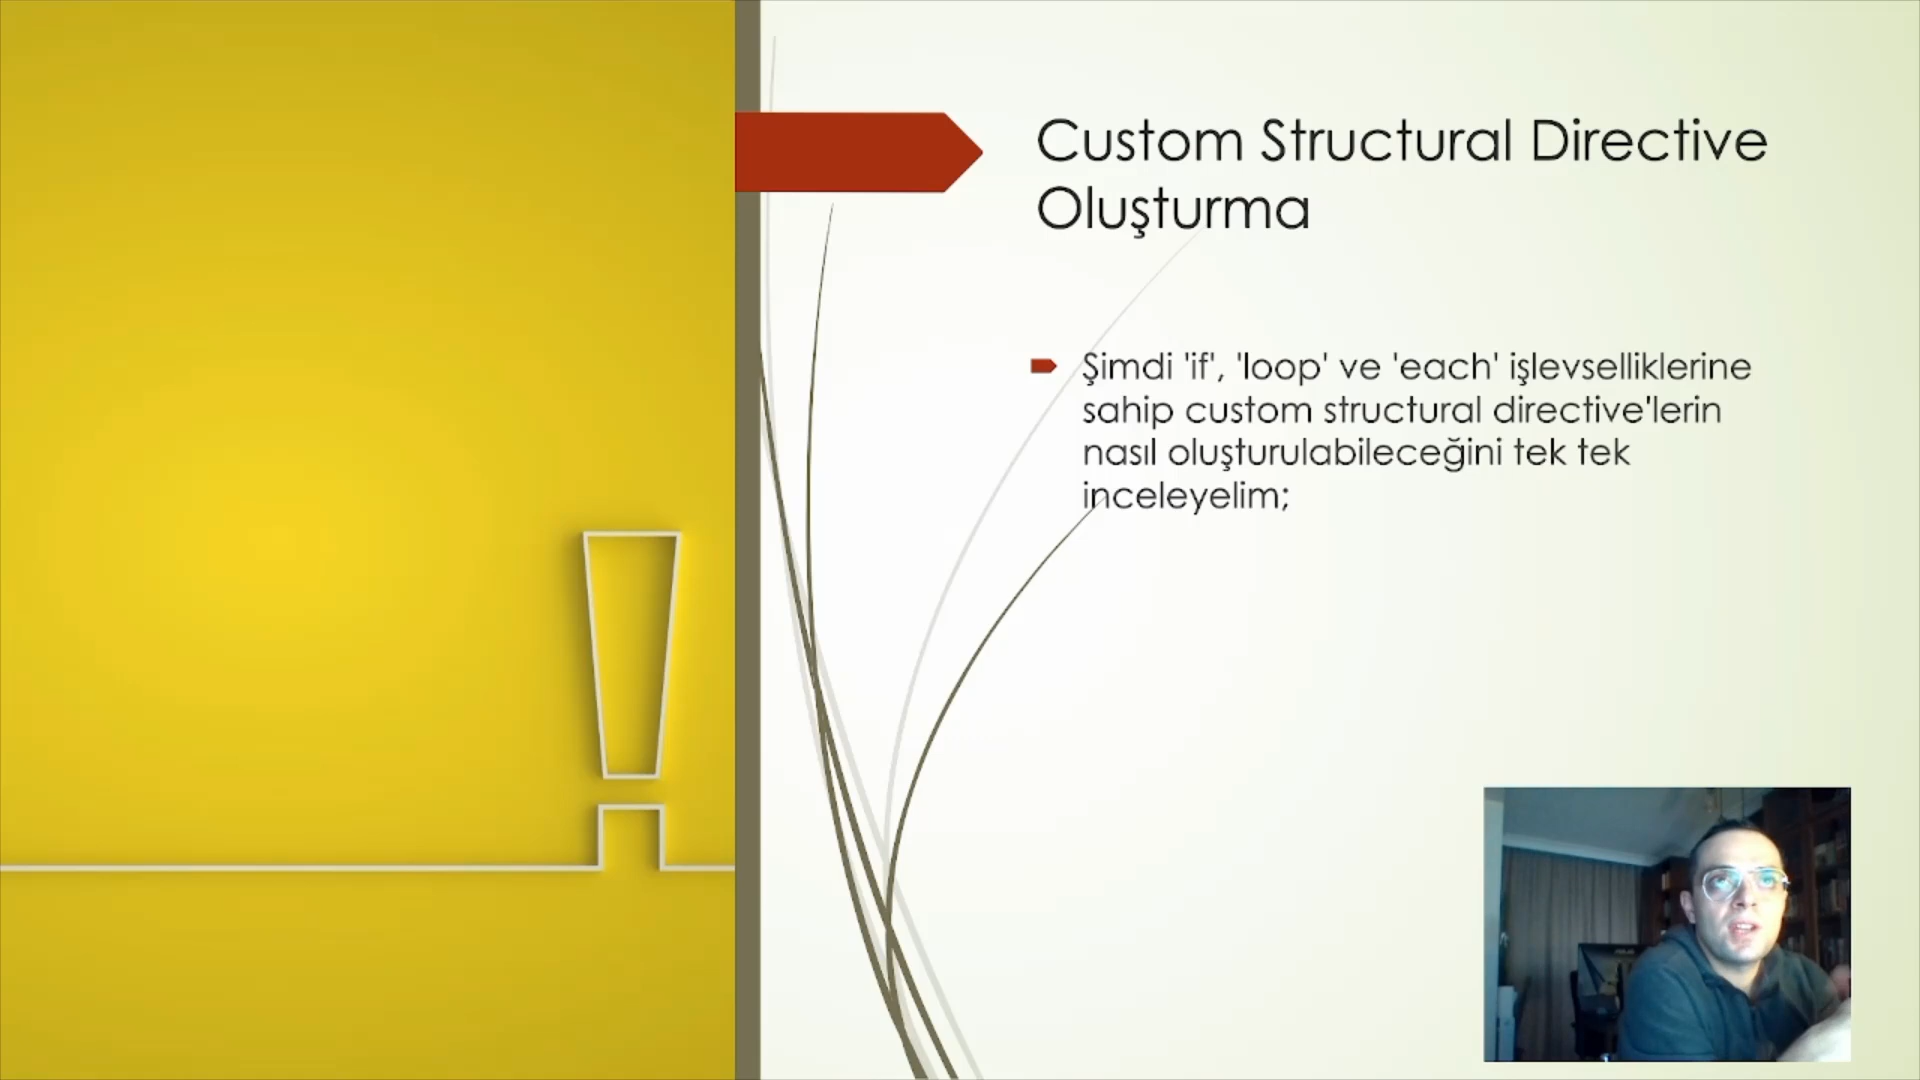 Custom Structural Directive
Oluşturma
Şimdi 'if', 'loop' ve 'each' işlevselliklerine
sahip custom structural directive'lerin
nasıl oluşturulabileceğini tek tek
inceleyelim;